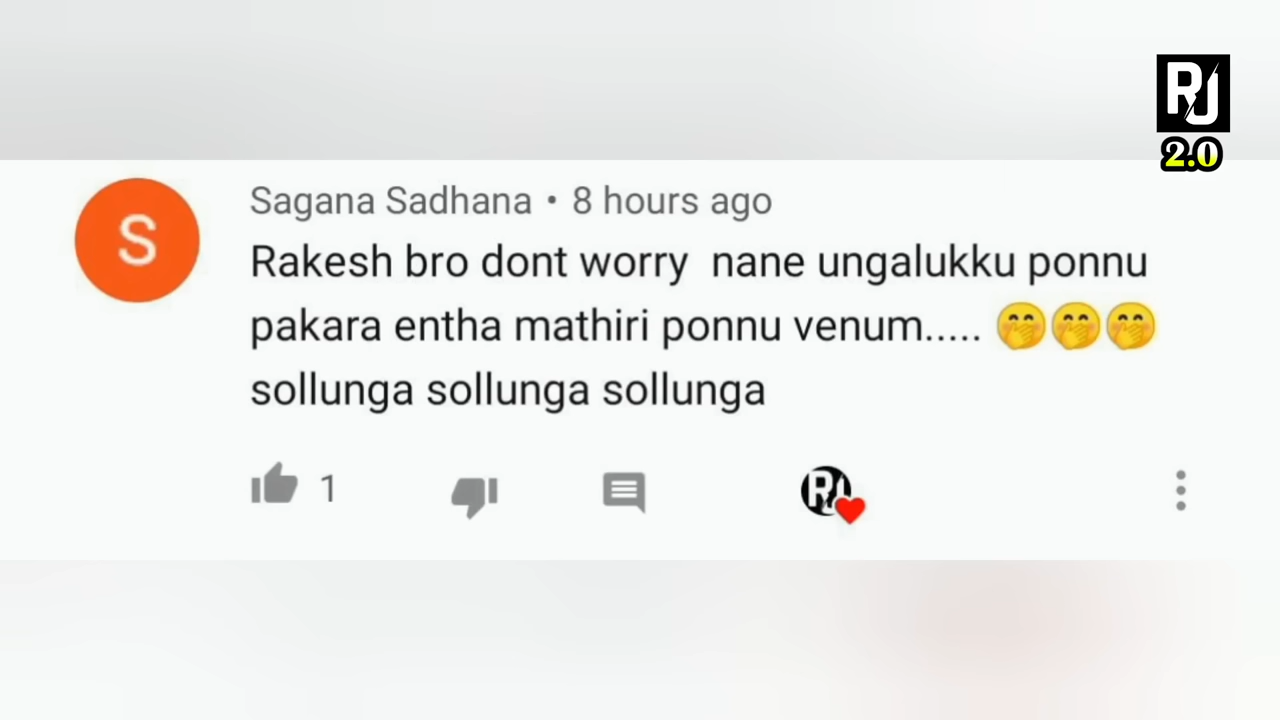 RJ
2.0
S
Sagana Sadhana • 8 hours ago
Rakesh bro dont worry  nane ungalukku ponnu
pakara entha mathiri ponnu venum..... 🤭🤭🤭
sollunga sollunga sollunga
1
RJ